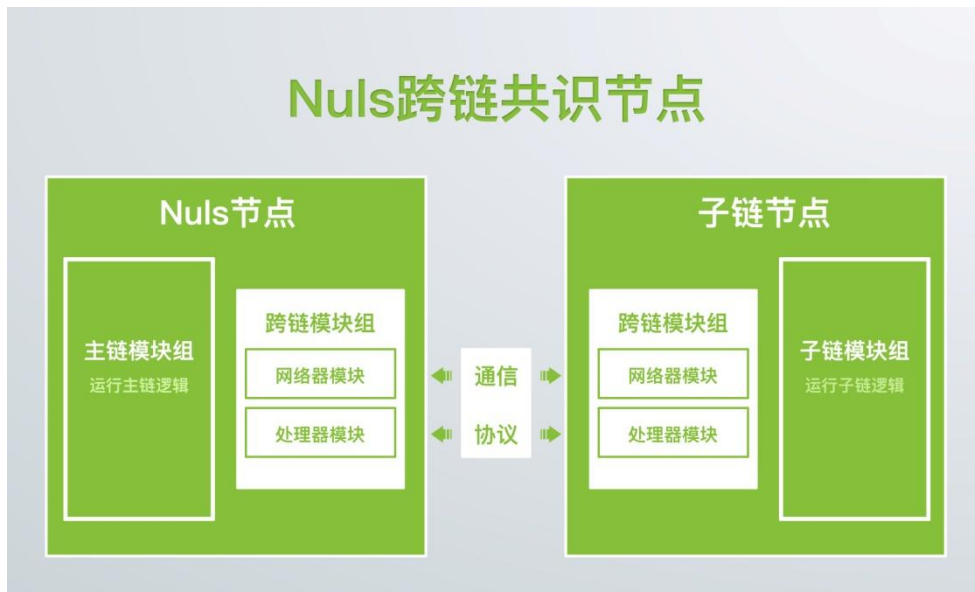 Nuls跨链共识节点
Nuls节点
主链模块组
运行主链逻辑
跨链模块组
网络器模块
处理器模块
通信
协议
子链节点
跨链模块组
网络器模块
处理器模块
子链模块组
运行子链逻辑